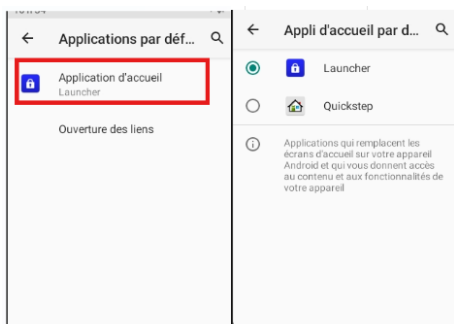 Applications par déf...
Application d'accueil
Launcher
Ouverture des liens
Appli d'accueil par d...
Launcher
Quickstep
Applications qui remplacent les
écrans d'accueil sur votre appareil
Android et qui vous donnent accès
au contenu et aux fonctionnalités de
votre appareil